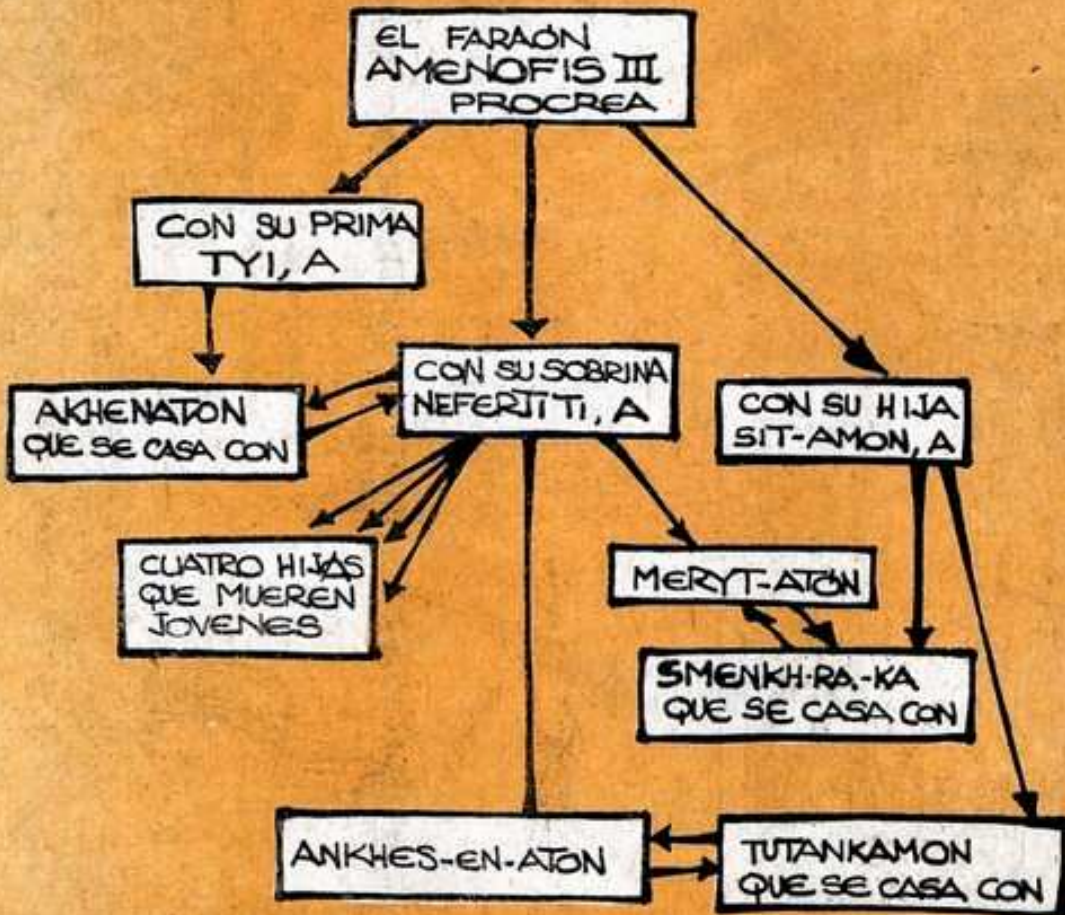 EL FARAÓN
AMENOFIS III
PROCREA
CON SU PRIMA
TYI, A
CON SU SOBRINA
NEFERTITI, A
AKHENATON
QUE SE CASA CON
CON SU HIJA
SIT-AMON, A
CUATRO HIJAS
QUE MUEREN
JOVENES
MERYT-ATÓN
SMENKH-RA-KA
QUE SE CASA CON
ANKHES-EN-ATON
TUTANKAMON
QUE SE CASA CON